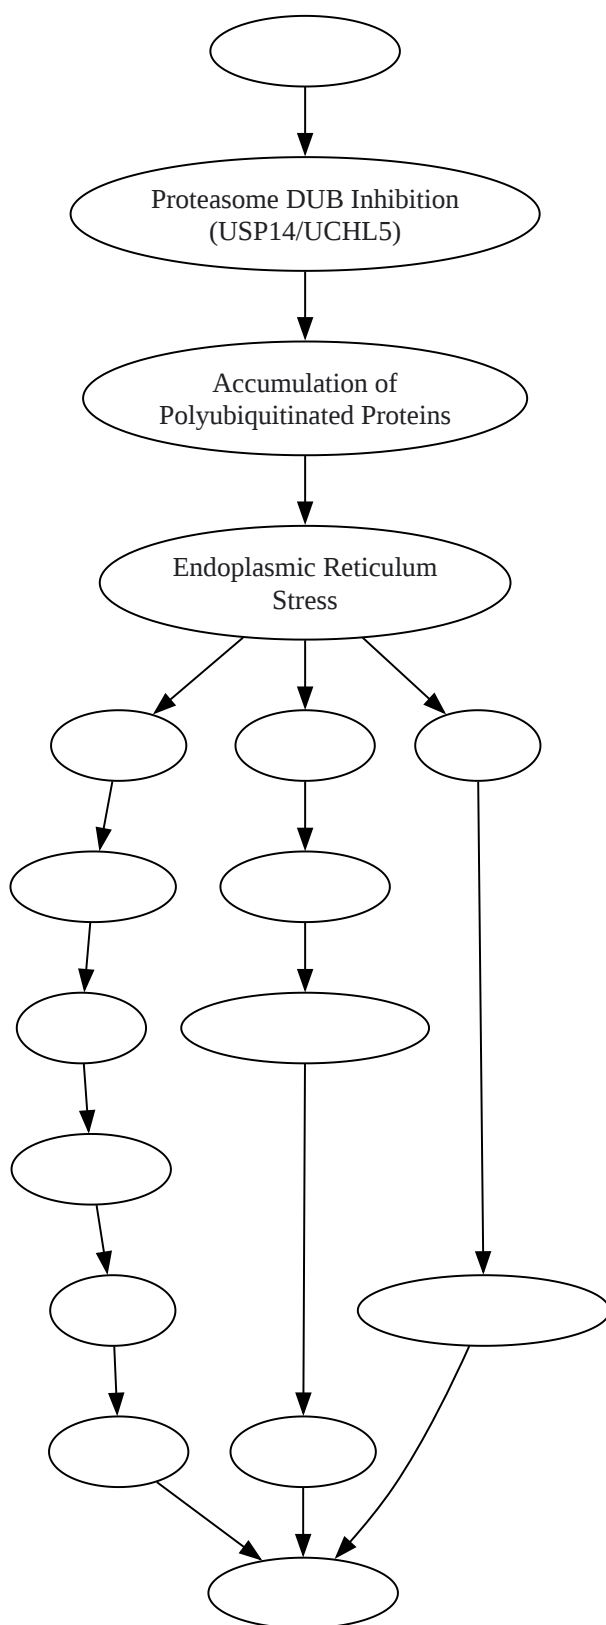 Proteasome DUB Inhibition
(USP14/UCHL5)
Accumulation of
Polyubiquitinated Proteins
Endoplasmic Reticulum
Stress